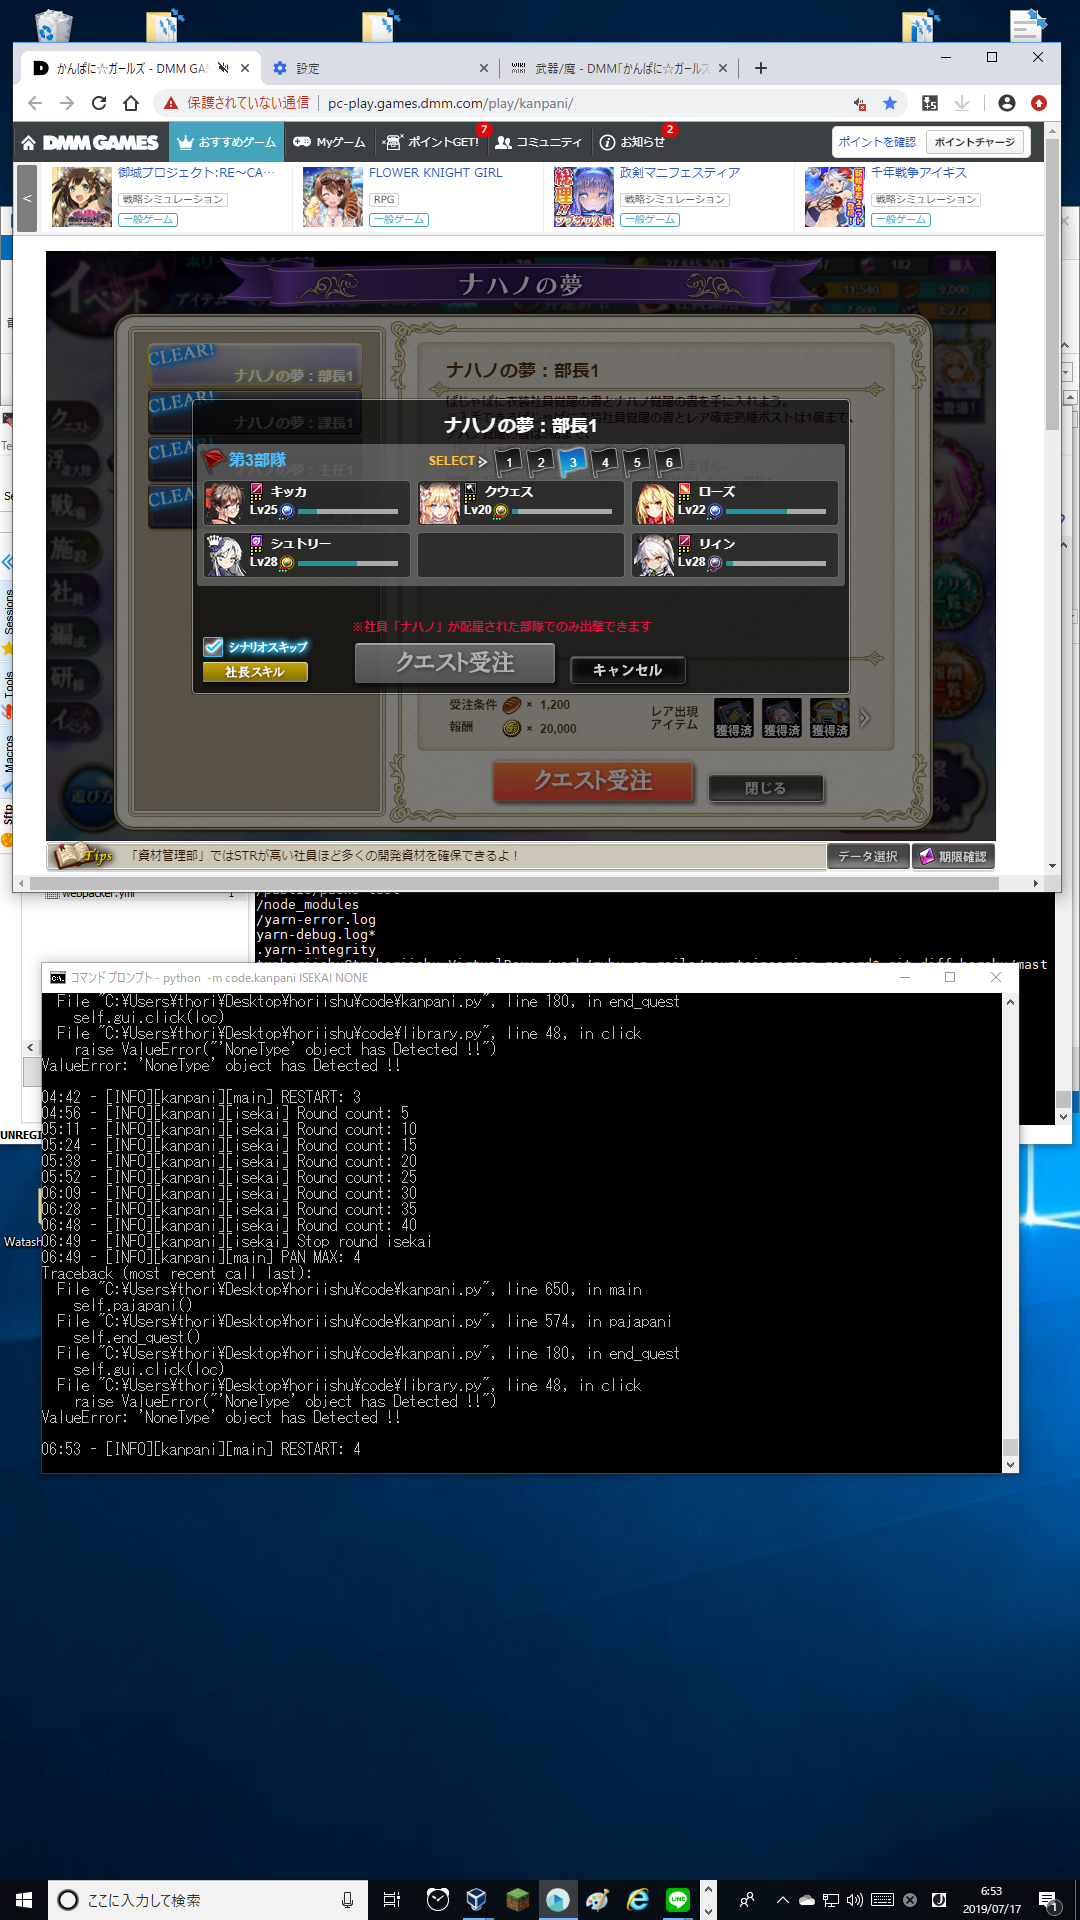 かんぱに☆ガールズ - DMM GA
設定
武器/魔 - DMM「かんぱに☆ガールズ
保護されていない通信
pc-play.games.dmm.com/play/kanpani/
DMM GAMES
おすすめゲーム
Myゲーム
ポイントGET!
7
コミュニティ
お知らせ
2
ポイントを確認
ポイントチャージ
御城プロジェクト:RE～CA…
戦略シミュレーション
一般ゲーム
FLOWER KNIGHT GIRL
RPG
一般ゲーム
政剣マニフェスティア
戦略シミュレーション
一般ゲーム
千年戦争アイギス
戦略シミュレーション
一般ゲーム
イベント
ナハノの夢
182
購入
11,540
9,000
7,000
8,272
CLEAR!
ナハノの夢：部長1
CLEAR!
ナハノの夢：課長1
CLEAR!
ナハノの夢：主任1
CLEAR!
ナハノの夢：部長1
ナハノの夢：部長1
第3部隊
SELECT
1
2
3
4
5
6
キッカ
Lv25
クウェス
Lv20
ローズ
Lv22
シュトリー
Lv28
リィン
Lv28
※社員「ナハノ」が配属された部隊でのみ出撃できます
シナリオスキップ
社長スキル
クエスト受注
キャンセル
受注条件 × 1,200
報酬 × 20,000
レア出現
アイテム
獲得済
獲得済
獲得済
クエスト受注
閉じる
遊び方
Tips
「資材管理部」ではSTRが高い社員ほど多くの開発資材を確保できるよ！
データ選択
期限確認
Sessions
Tools
Macros
Sftp
webpacker.yml
1
/node_modules
/yarn-error.log
yarn-debug.log*
.yarn-integrity
UNREGI
Watash
コマンド プロンプト - python  -m code.kanpani ISEKAI NONE
File "C:¥Users¥thori¥Desktop¥horiishu¥code¥kanpani.py", line 180, in end_quest
self.gui.click(loc)
File "C:¥Users¥thori¥Desktop¥horiishu¥code¥library.py", line 48, in click
raise ValueError("'NoneType' object has Detected !!")
ValueError: 'NoneType' object has Detected !!
04:42 - [INFO][kanpani][main] RESTART: 3
04:56 - [INFO][kanpani][isekai] Round count: 5
05:11 - [INFO][kanpani][isekai] Round count: 10
05:24 - [INFO][kanpani][isekai] Round count: 15
05:38 - [INFO][kanpani][isekai] Round count: 20
05:52 - [INFO][kanpani][isekai] Round count: 25
06:09 - [INFO][kanpani][isekai] Round count: 30
06:28 - [INFO][kanpani][isekai] Round count: 35
06:48 - [INFO][kanpani][isekai] Round count: 40
06:49 - [INFO][kanpani][isekai] Stop round isekai
06:49 - [INFO][kanpani][main] PAN MAX: 4
Traceback (most recent call last):
File "C:¥Users¥thori¥Desktop¥horiishu¥code¥kanpani.py", line 650, in main
self.pajapani()
File "C:¥Users¥thori¥Desktop¥horiishu¥code¥kanpani.py", line 574, in pajapani
self.end_quest()
File "C:¥Users¥thori¥Desktop¥horiishu¥code¥kanpani.py", line 180, in end_quest
self.gui.click(loc)
File "C:¥Users¥thori¥Desktop¥horiishu¥code¥library.py", line 48, in click
raise ValueError("'NoneType' object has Detected !!")
ValueError: 'NoneType' object has Detected !!
06:53 - [INFO][kanpani][main] RESTART: 4
ここに入力して検索
LINE
6:53
2019/07/17
1